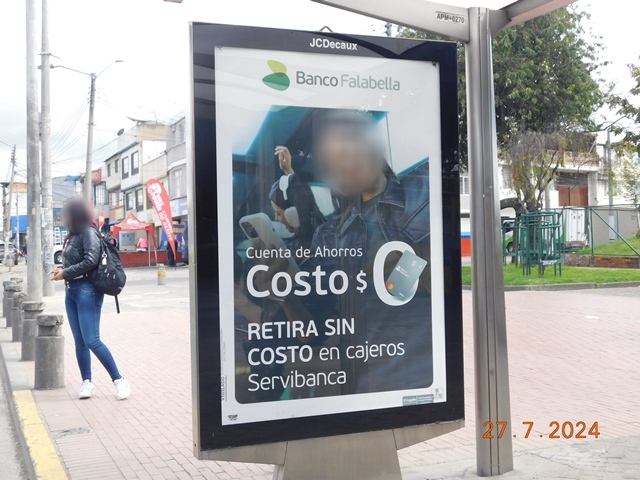 APM+0270
JCDecaux
Banco Falabella
Cuenta de Ahorros
Costo $0
RETIRA SIN
COSTO en cajeros
Servibanca
27.7.2024